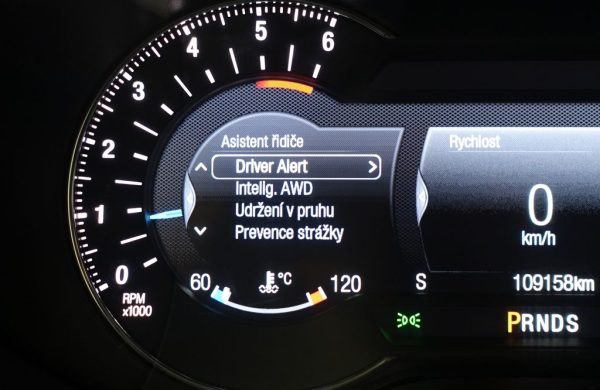 6
5
4
3
2
1
0
RPM
x1000
Asistent řidiče
Driver Alert >
Intelig. AWD
Udržení v pruhu
Prevence strážky
60 °C 120
Rychlost
0
km/h
S 109158km
PRNDS